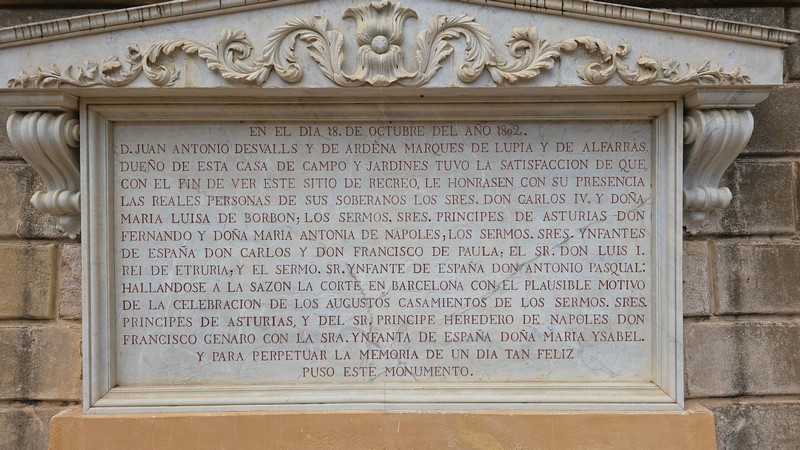 EN EL DIA 18. DE OCTUBRE DEL AÑO 1802.
D. JUAN ANTONIO DESVALLS Y DE ARDÉNA MARQUES DE LUPIA Y DE ALFARRÀS,
DUEÑO DE ESTA CASA DE CAMPO Y JARDINES TUVO LA SATISFACCION DE QUE,
CON EL FIN DE VER ESTE SITIO DE RECREO, LE HONRASEN CON SU PRESENCIA
LAS REALES PERSONAS DE SUS SOBERANOS LOS SRES. DON CARLOS IV. Y DOÑA
MARIA LUISA DE BORBON; LOS SERMOS. SRES. PRINCIPES DE ASTURIAS DON
FERNANDO Y DOÑA MARIA ANTONIA DE NAPOLES; LOS SERMOS. SRES. YNFANTES
DE ESPAÑA DON CARLOS Y DON FRANCISCO DE PAULA; EL SR. DON LUIS I.
REI DE ETRURIA; Y EL SERMO. SR. YNFANTE DE ESPAÑA DON ANTONIO PASQUAL:
HALLANDOSE A LA SAZON LA CORTE EN BARCELONA CON EL PLAUSIBLE MOTIVO
DE LA CELEBRACION DE LOS AUGUSTOS CASAMIENTOS DE LOS SERMOS. SRES.
PRINCIPES DE ASTURIAS, Y DEL SR. PRINCIPE HEREDERO DE NAPOLES DON
FRANCISCO GENARO CON LA SRA. YNFANTA DE ESPAÑA DOÑA MARIA YSABEL.
Y PARA PERPETUAR LA MEMORIA DE UN DIA TAN FELIZ
PUSO ESTE MONUMENTO.